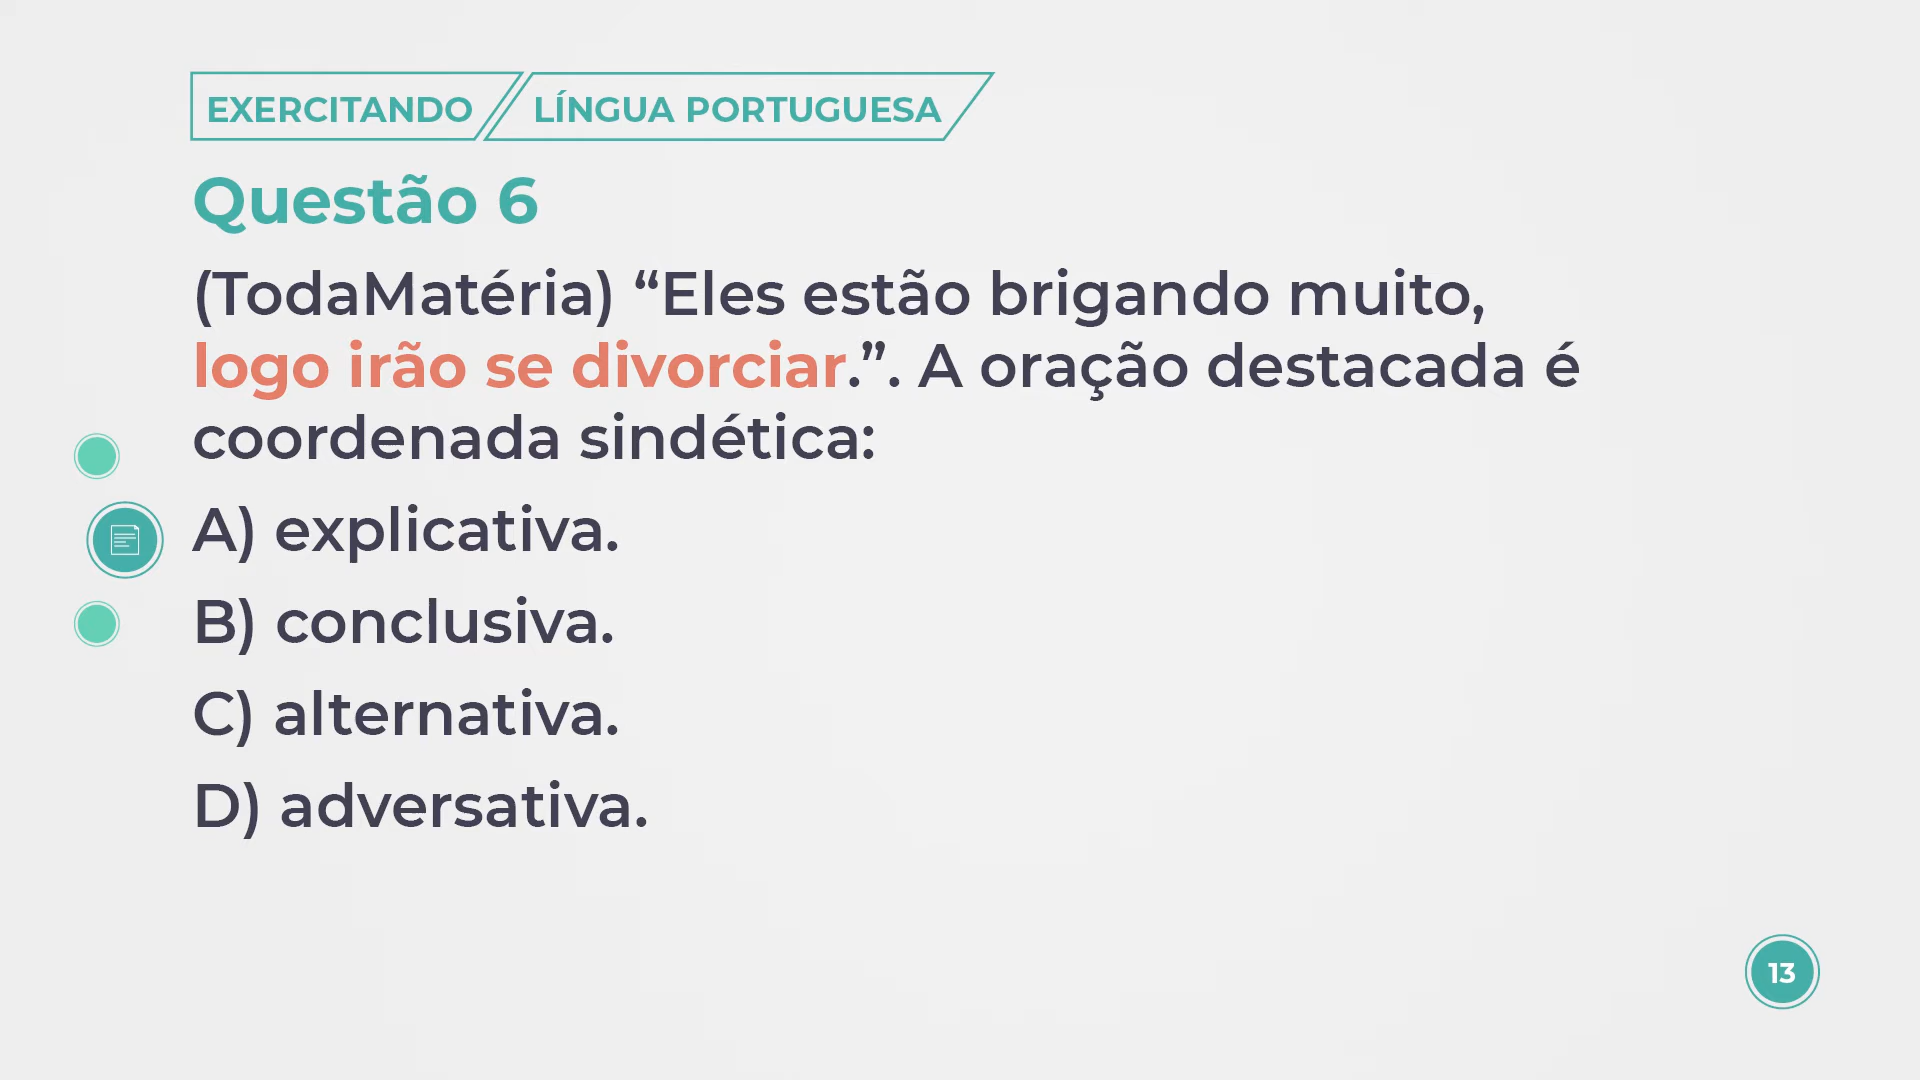 EXERCITANDO LÍNGUA PORTUGUESA
Questão 6
(TodaMatéria) “Eles estão brigando muito,
logo irão se divorciar.”. A oração destacada é
coordenada sindética:
A) explicativa.
B) conclusiva.
C) alternativa.
D) adversativa.
13